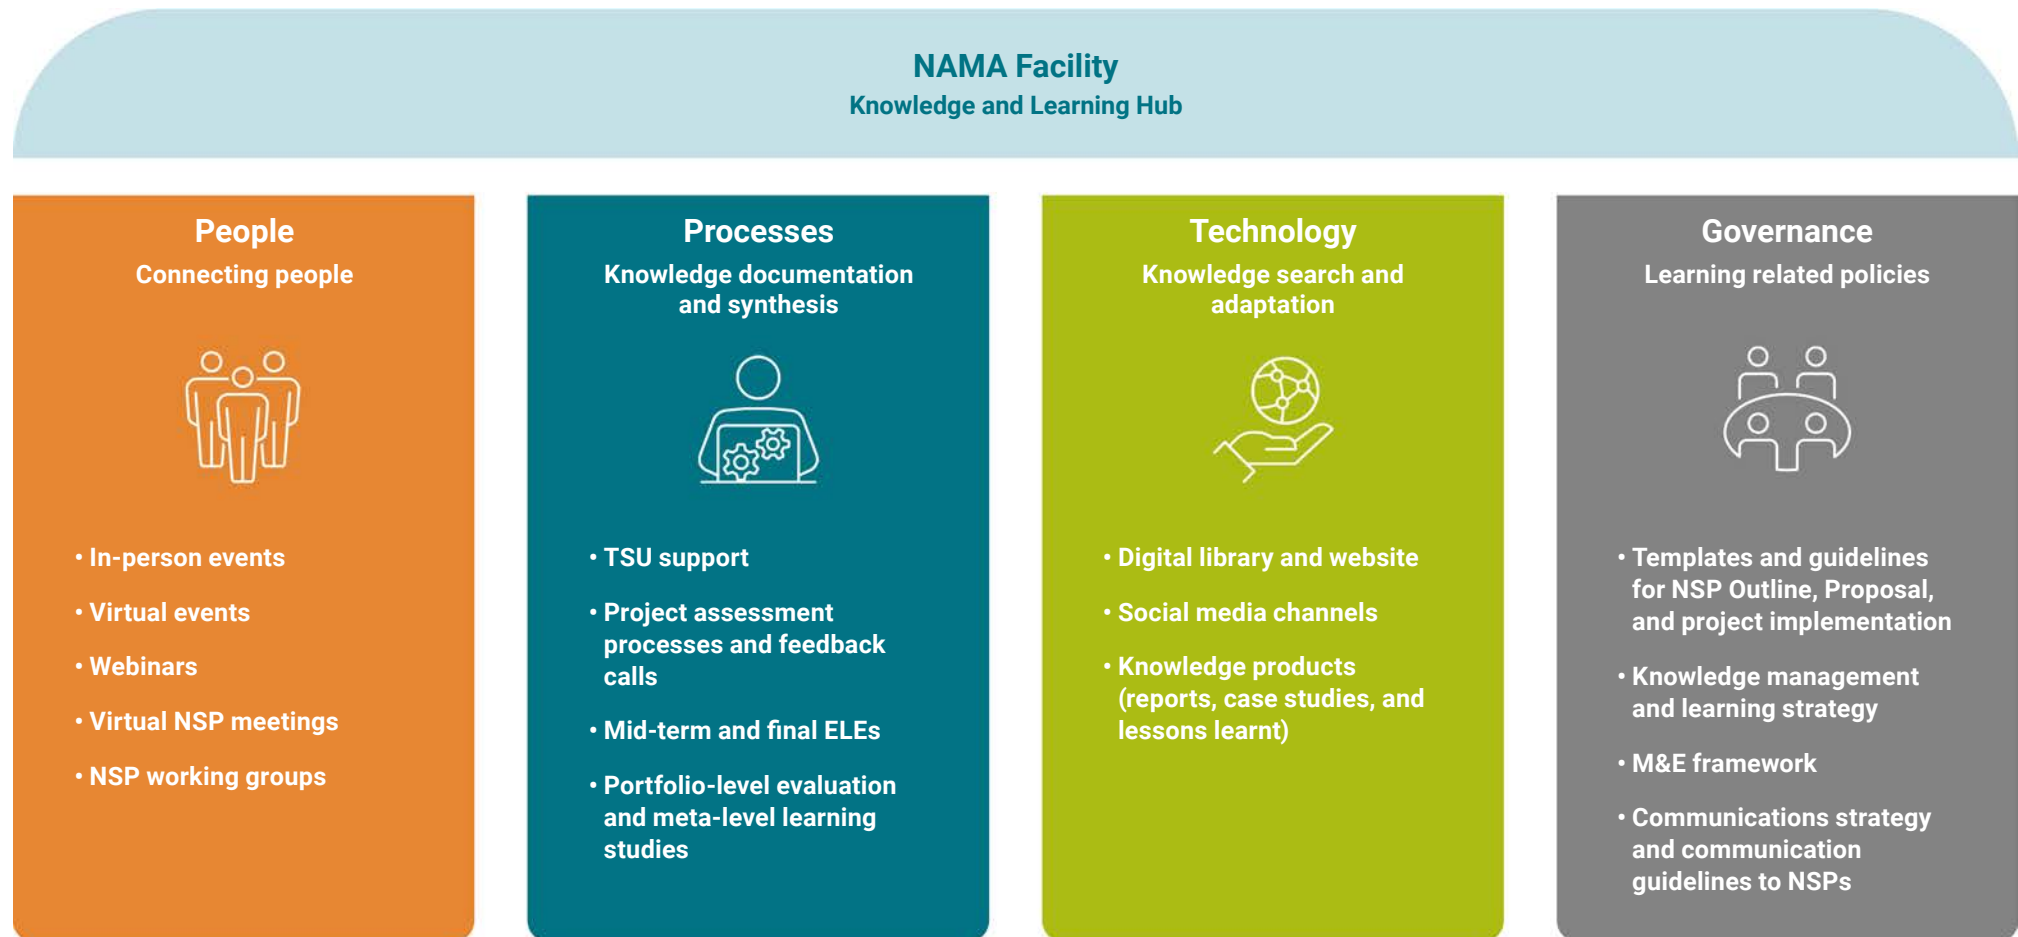 NAMA Facility
Knowledge and Learning Hub
People
Connecting people
• In-person events
• Virtual events
• Webinars
• Virtual NSP meetings
• NSP working groups
Processes
Knowledge documentation
and synthesis
• TSU support
• Project assessment
processes and feedback
calls
• Mid-term and final ELEs
• Portfolio-level evaluation
and meta-level learning
studies
Technology
Knowledge search and
adaptation
• Digital library and website
• Social media channels
• Knowledge products
(reports, case studies, and
lessons learnt)
Governance
Learning related policies
• Templates and guidelines
for NSP Outline, Proposal,
and project implementation
• Knowledge management
and learning strategy
• M&E framework
• Communications strategy
and communication
guidelines to NSPs